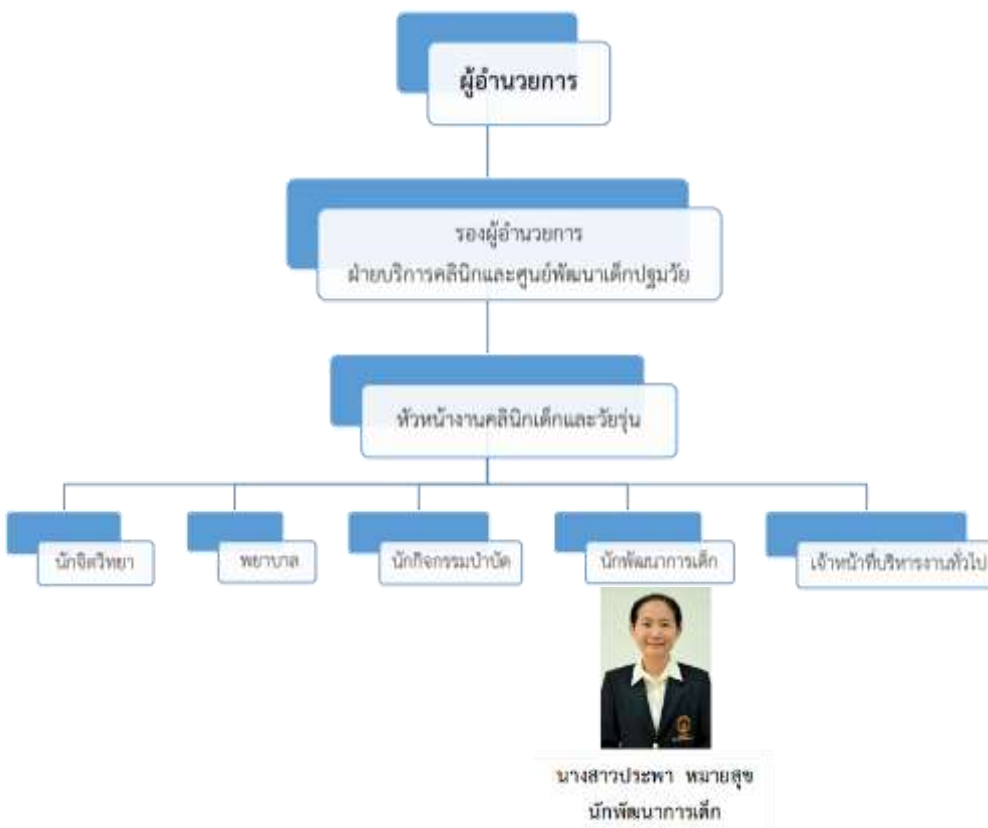 ผู้อำนวยการ
รองผู้อำนวยการ
ฝ่ายบริการคลินิกและศูนย์พัฒนาเด็กปฐมวัย
หัวหน้างานคลินิกเด็กและวัยรุ่น
นักจิตวิทยา
พยาบาล
นักกิจกรรมบำบัด
นักพัฒนาการเด็ก
เจ้าหน้าที่บริหารงานทั่วไป
นางสาวประพา หมายสุข
นักพัฒนาการเด็ก